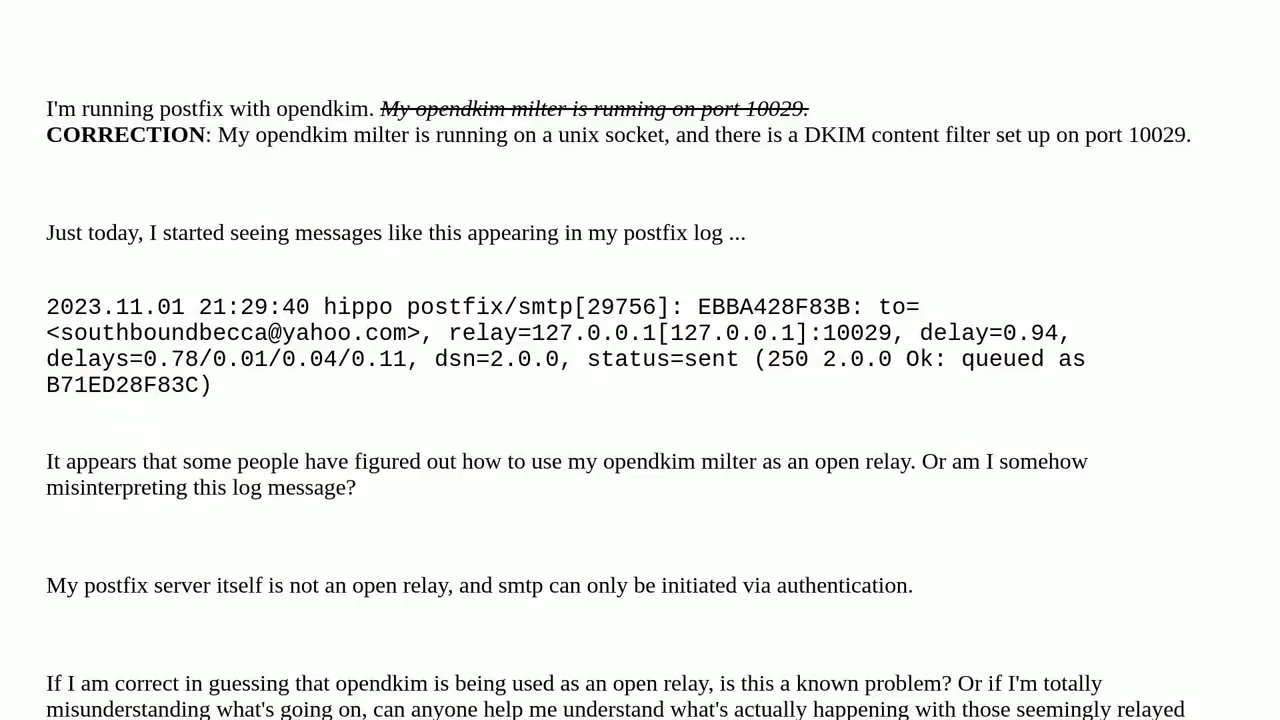 I'm running postfix with opendkim. My opendkim milter is running on port 10029.
CORRECTION: My opendkim milter is running on a unix socket, and there is a DKIM content filter set up on port 10029.
Just today, I started seeing messages like this appearing in my postfix log ...
2023.11.01 21:29:40 hippo postfix/smtp[29756]: EBBA428F83B: to=
<southboundbecca@yahoo.com>, relay=127.0.0.1[127.0.0.1]:10029, delay=0.94,
delays=0.78/0.01/0.04/0.11, dsn=2.0.0, status=sent (250 2.0.0 Ok: queued as
B71ED28F83C)
It appears that some people have figured out how to use my opendkim milter as an open relay. Or am I somehow
misinterpreting this log message?
My postfix server itself is not an open relay, and smtp can only be initiated via authentication.
If I am correct in guessing that opendkim is being used as an open relay, is this a known problem? Or if I'm totally
misunderstanding what's going on, can anyone help me understand what's actually happening with those seemingly relayed